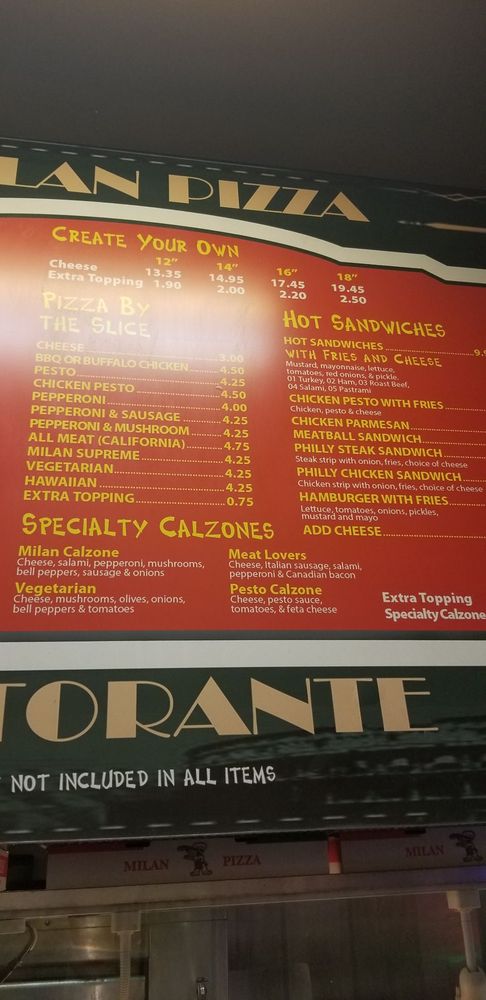 LAN PIZZA
CREATE YOUR OWN
12" 14" 16" 18"
Cheese 13.35 14.95 17.45 19.45
Extra Topping 1.90 2.00 2.20 2.50
PIZZA BY
THE SLICE
CHEESE 3.00
BBQ OR BUFFALO CHICKEN 4.50
PESTO 4.25
CHICKEN PESTO 4.50
PEPPERONI 4.00
PEPPERONI & SAUSAGE 4.25
PEPPERONI & MUSHROOM 4.25
ALL MEAT (CALIFORNIA) 4.75
MILAN SUPREME 4.25
VEGETARIAN 4.25
HAWAIIAN 4.25
EXTRA TOPPING 0.75
HOT SANDWICHES
HOT SANDWICHES 9.
WITH FRIES AND CHEESE
Mustard, mayonnaise, lettuce,
tomatoes, red onions, & pickle.
01 Turkey, 02 Ham, 03 Roast Beef,
04 Salami, 05 Pastrami
CHICKEN PESTO WITH FRIES
Chicken, pesto & cheese
CHICKEN PARMESAN
MEATBALL SANDWICH
PHILLY STEAK SANDWICH
Steak strip with onion, fries, choice of cheese
PHILLY CHICKEN SANDWICH
Chicken strip with onion, fries, choice of cheese
HAMBURGER WITH FRIES
Lettuce, tomatoes, onions, pickles,
mustard and mayo
ADD CHEESE
SPECIALTY CALZONES
Milan Calzone
Cheese, salami, pepperoni, mushrooms,
bell peppers, sausage & onions
Vegetarian
Cheese, mushrooms, olives, onions,
bell peppers & tomatoes
Meat Lovers
Cheese, Italian sausage, salami,
pepperoni & Canadian bacon
Pesto Calzone
Cheese, pesto sauce,
tomatoes, & feta cheese
Extra Topping
Specialty Calzone
TORANTE
NOT INCLUDED IN ALL ITEMS
MILAN PIZZA
MILAN